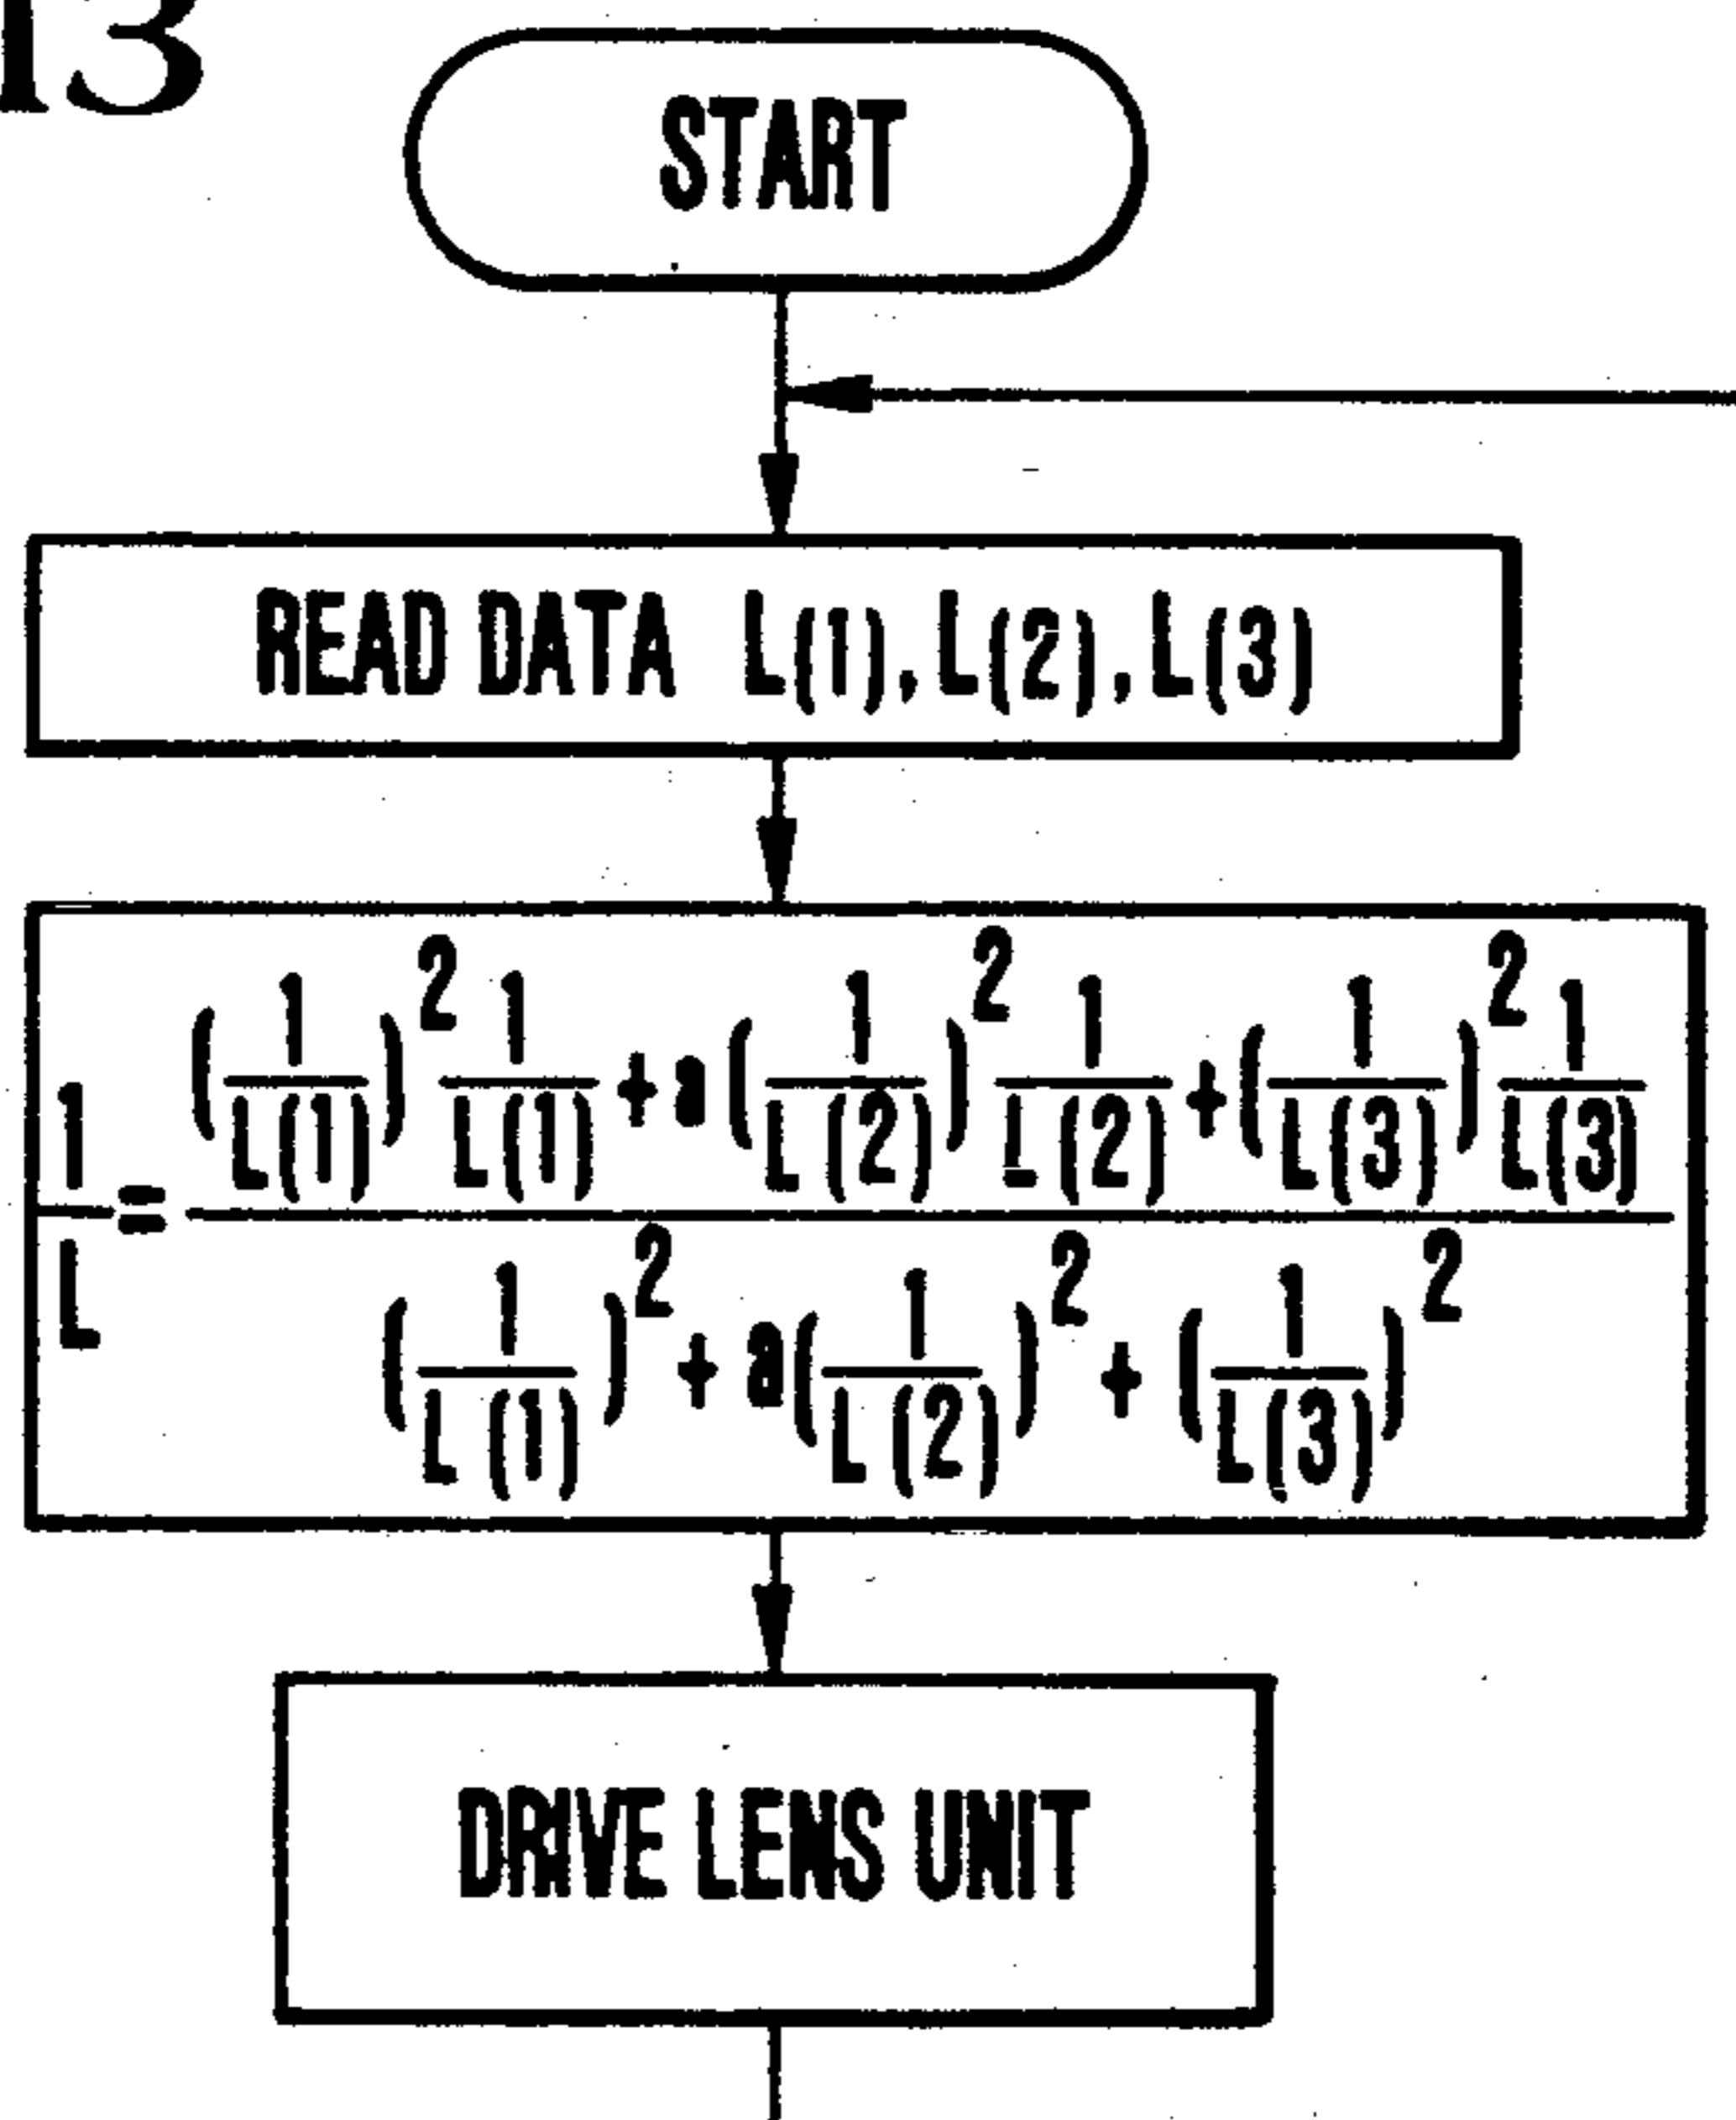 13
START
READ DATA L(1), L(2), L(3)
1/L = ((1/L(1))² 1/L(1) + a(1/L(2))² 1/L(2) + (1/L(3))² 1/L(3)) / ((1/L(1))² + a(1/L(2))² + (1/L(3))²)
DRIVE LENS UNIT